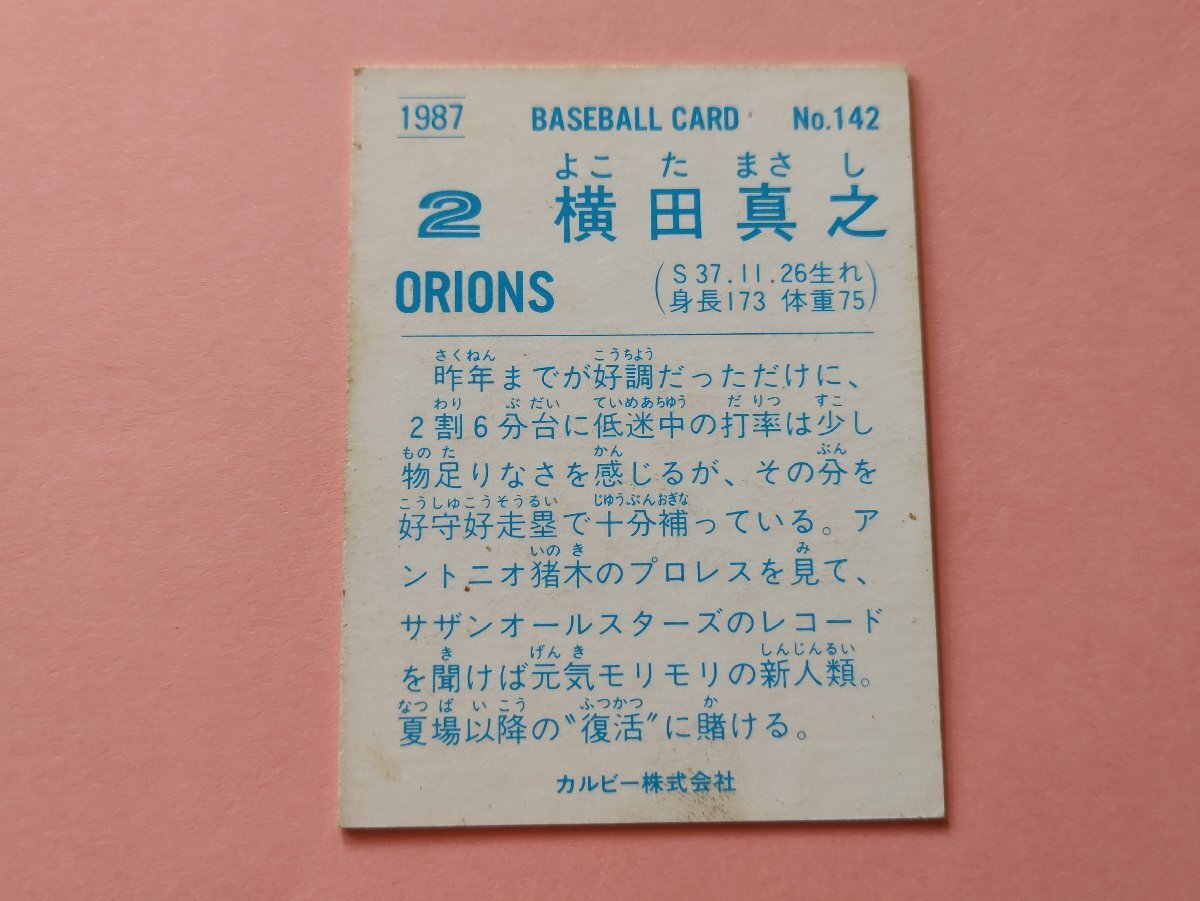 1987 BASEBALL CARD No.142
よこ た まさ し
2 横田真之
ORIONS
(S37.11.26生れ
身長173 体重75)
さくねん こうちよう
昨年までが好調だっただけに、
わり ぶ だい ていめあちゆう だ りつ すこ
2割6分台に低迷中の打率は少し
もの た かん ぶん
物足りなさを感じるが、その分を
こうしゅこうそうるい じゆうぶんおぎな
好守好走塁で十分補っている。ア
いの き み
ントニオ猪木のプロレスを見て、
サザンオールスターズのレコード
き げん き しんじんるい
を聞けば元気モリモリの新人類。
なつ ば い こう ふつかつ か
夏場以降の〝復活〟に賭ける。
カルビー株式会社